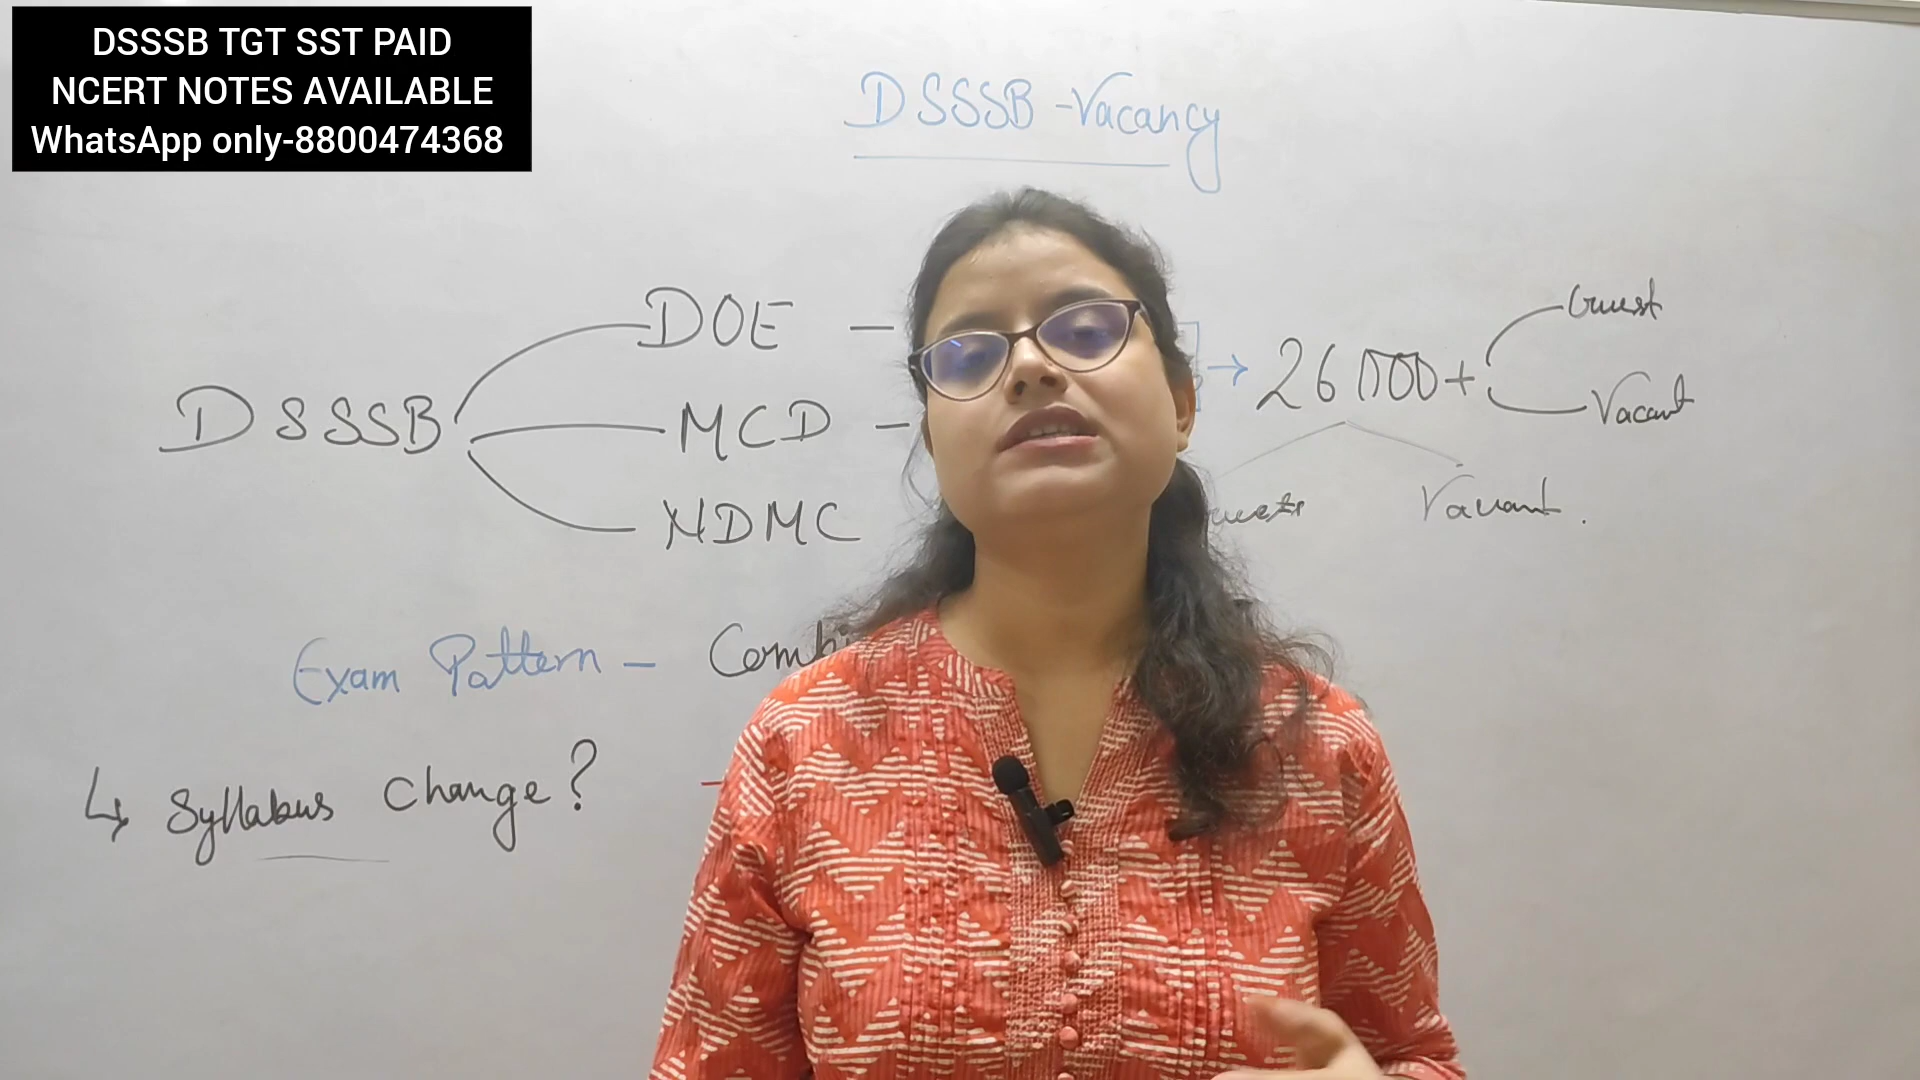 DSSSB TGT SST PAID
NCERT NOTES AVAILABLE
WhatsApp only-8800474368
DSSSB - Vacancy
DOE -
DSSSB
MCD -
NDMC
→ 26000+
Guest
Vacant
Vacant.
Exam Pattern - Combi
↳ Syllabus Change?